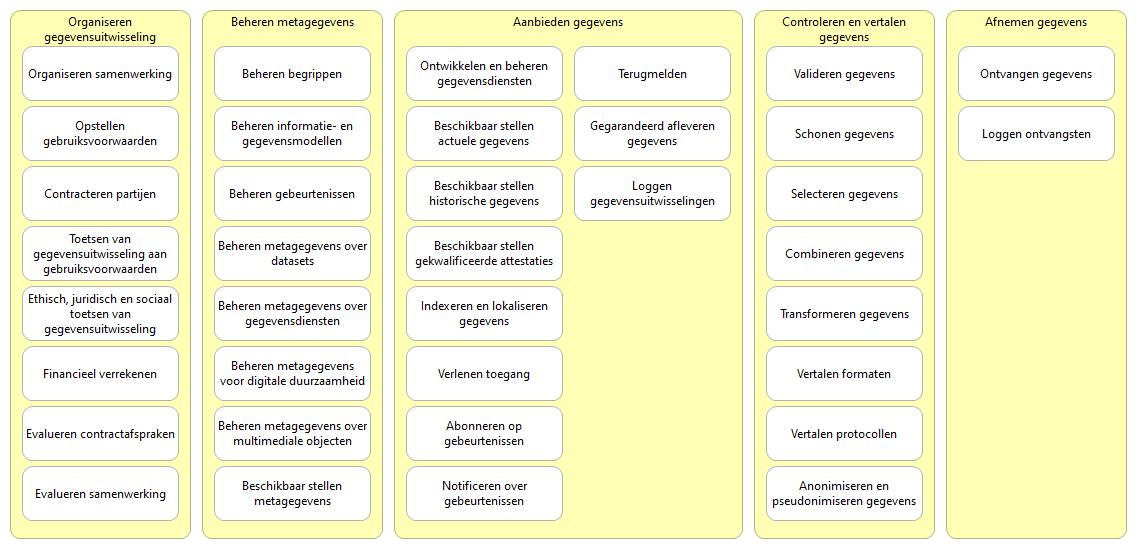 Organiseren
gegevensuitwisseling
Organiseren samenwerking
Opstellen
gebruiksvoorwaarden
Contracteren partijen
Toetsen van
gegevensuitwisseling aan
gebruiksvoorwaarden
Ethisch, juridisch en sociaal
toetsen van
gegevensuitwisseling
Financieel verrekenen
Evalueren contractafspraken
Evalueren samenwerking
Beheren metagegevens
Beheren begrippen
Beheren informatie- en
gegevensmodellen
Beheren gebeurtenissen
Beheren metagegevens over
datasets
Beheren metagegevens over
gegevensdiensten
Beheren metagegevens
voor digitale duurzaamheid
Beheren metagegevens over
multimediale objecten
Beschikbaar stellen
metagegevens
Aanbieden gegevens
Ontwikkelen en beheren
gegevensdiensten
Beschikbaar stellen
actuele gegevens
Beschikbaar stellen
historische gegevens
Beschikbaar stellen
gekwalificeerde attestaties
Indexeren en lokaliseren
gegevens
Verlenen toegang
Abonneren op
gebeurtenissen
Notificeren over
gebeurtenissen
Terugmelden
Gegarandeerd afleveren
gegevens
Loggen
gegevensuitwisselingen
Controleren en vertalen
gegevens
Valideren gegevens
Schonen gegevens
Selecteren gegevens
Combineren gegevens
Transformeren gegevens
Vertalen formaten
Vertalen protocollen
Anonimiseren en
pseudonimiseren gegevens
Afnemen gegevens
Ontvangen gegevens
Loggen ontvangsten